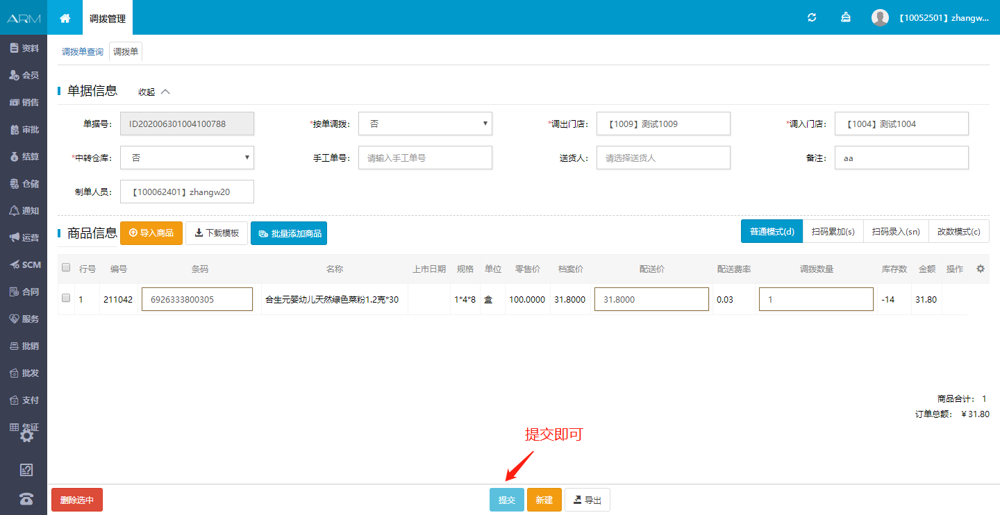 ARM
调拨管理
【10052501】zhangw...
资料
会员
销售
审批
结算
仓储
通知
运营
SCM
合同
服务
批销
批发
支付
凭证
调拨单查询 调拨单
单据信息 收起
单据号: ID202006301004100788 *按单调拨: 否 *调出门店: 【1009】测试1009 *调入门店: 【1004】测试1004
*中转仓库: 否 手工单号: 请输入手工单号 送货人: 请选择送货人 备注: aa
制单人员: 【100062401】zhangw20
商品信息 导入商品 下载模板 批量添加商品 普通模式(d) 扫码累加(s) 扫码录入(sn) 改数模式(c)
行号 编号 条码 名称 上市日期 规格 单位 零售价 档案价 配送价 配送费率 调拨数量 库存数 金额 操作
1 211042 6926333800305 合生元婴幼儿天然绿色菜粉1.2克*30 1*4*8 盒 100.0000 31.8000 31.8000 0.03 1 -14 31.80
商品合计: 1
订单总额: ¥31.80
提交即可
删除选中 提交 新建 导出